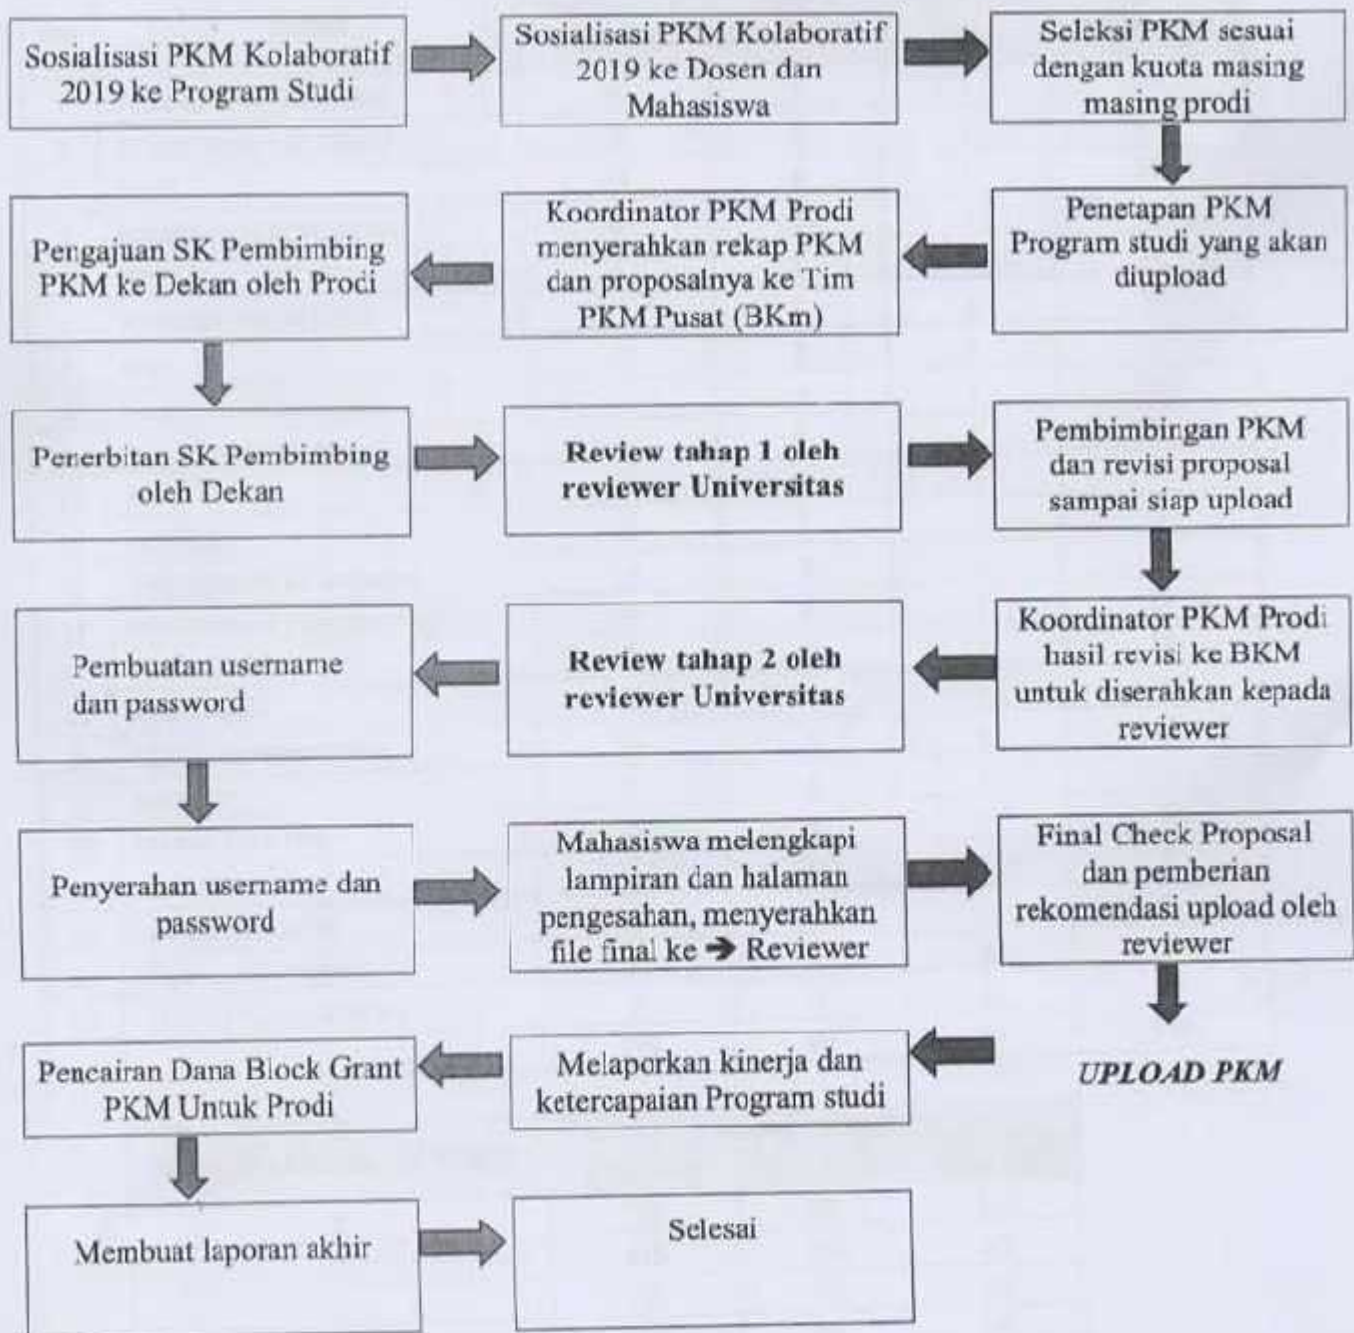 Sosialisasi PKM Kolaboratif
2019 ke Program Studi
Sosialisasi PKM Kolaboratif
2019 ke Dosen dan
Mahasiswa
Seleksi PKM sesuai
dengan kuota masing
masing prodi
Penetapan PKM
Program studi yang akan
diupload
Koordinator PKM Prodi
menyerahkan rekap PKM
dan proposalnya ke Tim
PKM Pusat (BKm)
Pengajuan SK Pembimbing
PKM ke Dekan oleh Prodi
Penerbitan SK Pembimbing
oleh Dekan
Review tahap 1 oleh
reviewer Universitas
Pembimbingan PKM
dan revisi proposal
sampai siap upload
Koordinator PKM Prodi
hasil revisi ke BKM
untuk diserahkan kepada
reviewer
Review tahap 2 oleh
reviewer Universitas
Pembuatan username
dan password
Penyerahan username dan
password
Mahasiswa melengkapi
lampiran dan halaman
pengesahan, menyerahkan
file final ke ➔ Reviewer
Final Check Proposal
dan pemberian
rekomendasi upload oleh
reviewer
UPLOAD PKM
Melaporkan kinerja dan
ketercapaian Program studi
Pencairan Dana Block Grant
PKM Untuk Prodi
Membuat laporan akhir
Selesai